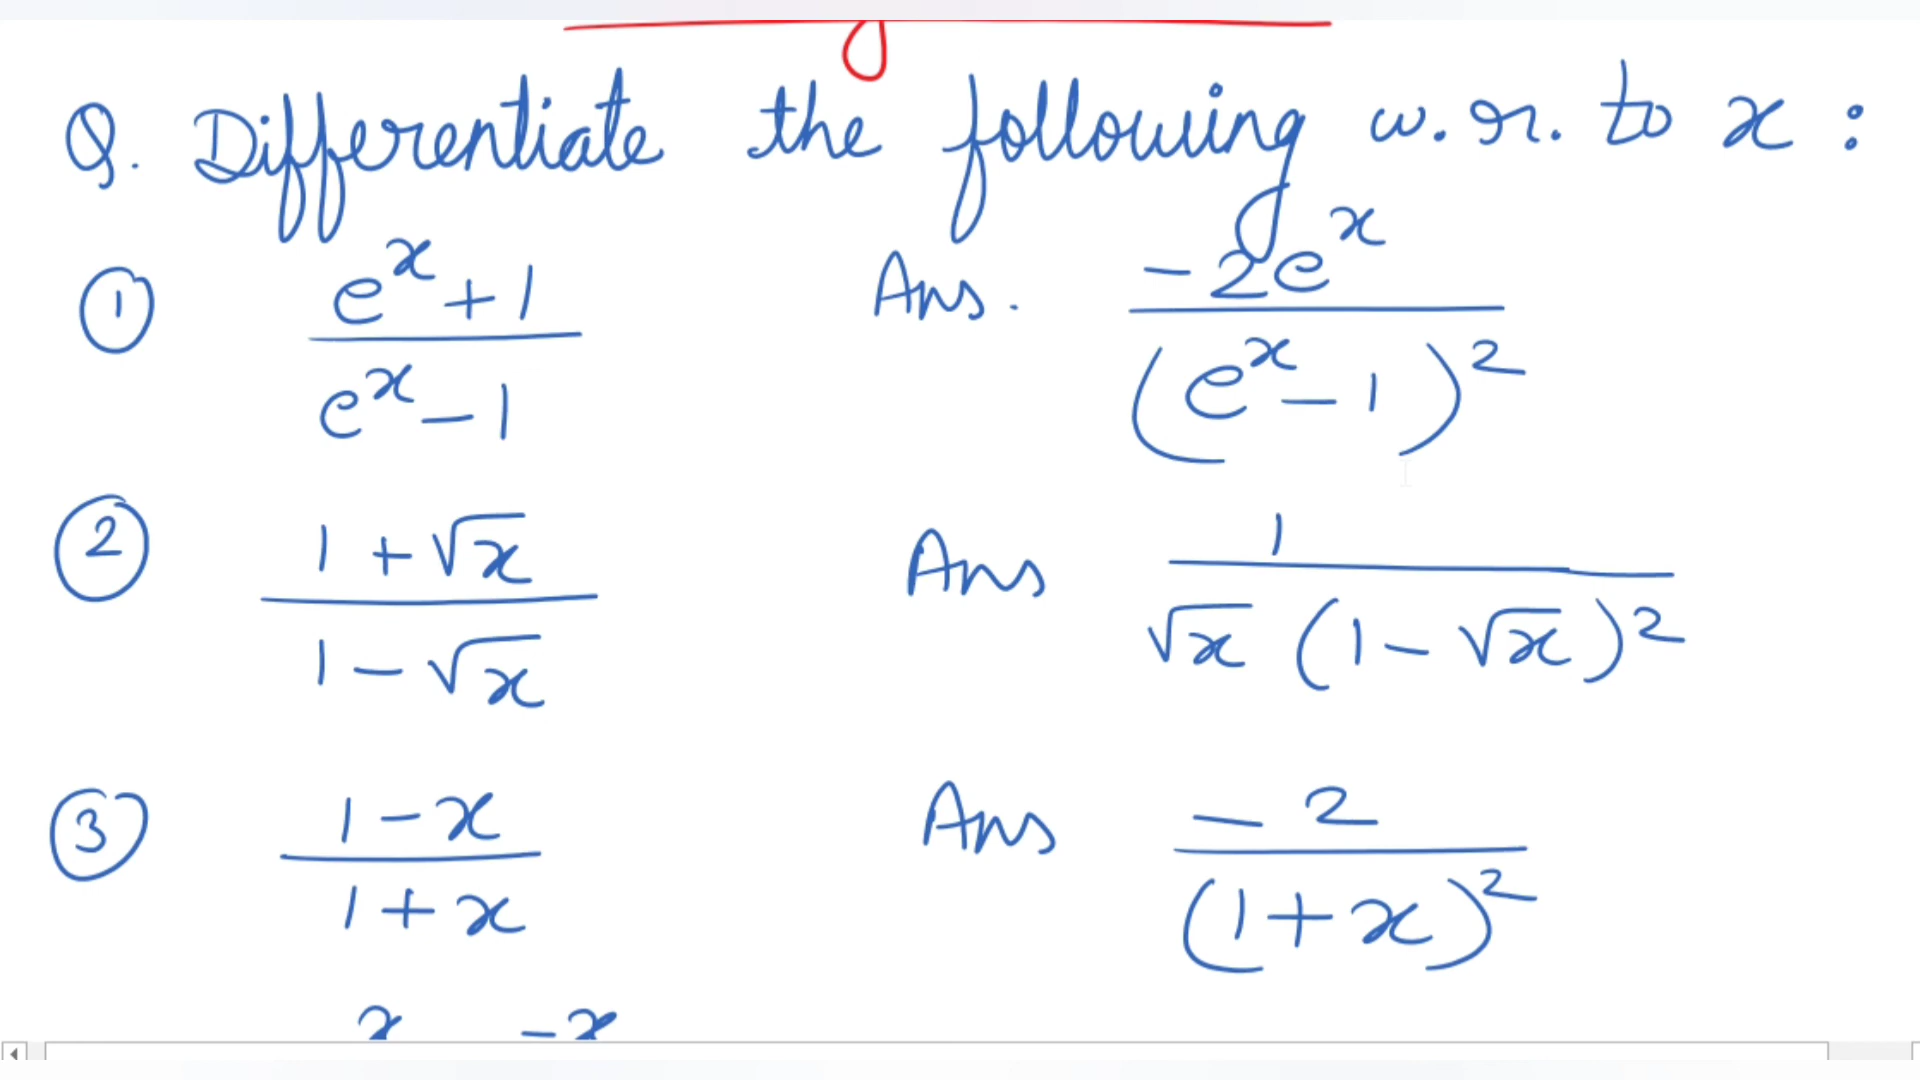 Q. Differentiate the following w.r. to x :
① (e^x + 1)/(e^x - 1) Ans. -2e^x/(e^x - 1)^2
② (1 + √x)/(1 - √x) Ans 1/(√x (1 - √x)^2)
③ (1 - x)/(1 + x) Ans -2/(1 + x)^2
x -x